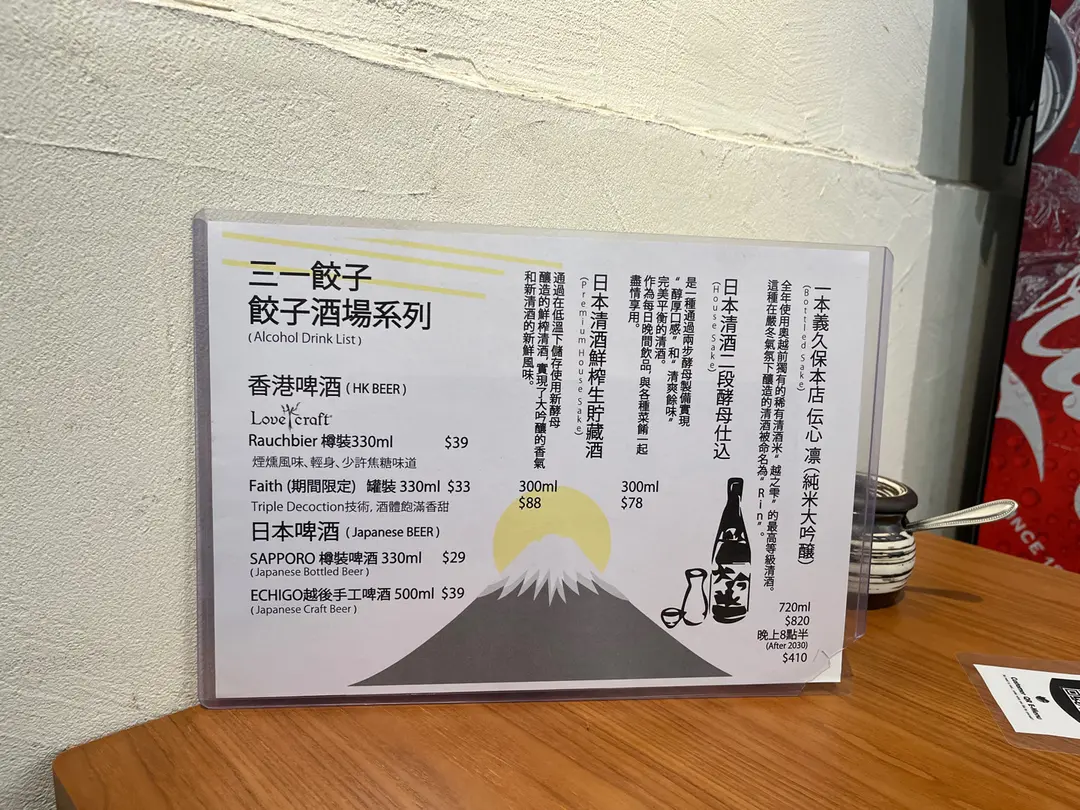 三一餃子
餃子酒場系列
( Alcohol Drink List )
香港啤酒 ( HK BEER )
Lovecraft
Rauchbier 樽裝330ml $39
煙燻風味、輕身、少許焦糖味道
Faith (期間限定) 罐裝 330ml $33
Triple Decoction技術, 酒體飽滿香甜
日本啤酒 ( Japanese BEER )
SAPPORO 樽裝啤酒 330ml $29
( Japanese Bottled Beer )
ECHIGO越後手工啤酒 500ml $39
( Japanese Craft Beer )
一本義久保本店 伝心 凛 (純米大吟醸)
(Bottled Sake)
全年使用奧越前獨有的稀有清酒米“越之雫”的最高等級清酒。
這種在嚴冬氣氛下釀造的清酒被命名為“Rin”。
720ml
$820
晚上8點半
(After 2030)
$410
日本清酒二段酵母仕込
(House Sake)
是一種通過兩步酵母製備實現
“醇厚口感”和“清爽餘味”
完美平衡的清酒。
作為每日晚間飲品, 與各種菜餚一起
盡情享用。
300ml
$78
日本清酒鮮榨生貯藏酒
(Premium House Sake)
通過在低溫下儲存使用新酵母
釀造的鮮榨清酒, 實現了大吟釀的香氣
和新清酒的新鮮風味。
300ml
$88
SINCE 1
Customer QR E-Menu